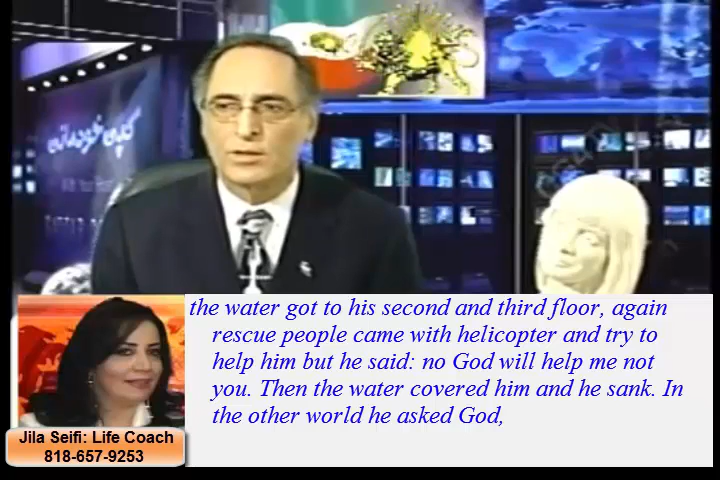 گپی خودمانی
the water got to his second and third floor, again
rescue people came with helicopter and try to
help him but he said: no God will help me not
you. Then the water covered him and he sank. In
the other world he asked God,
Jila Seifi: Life Coach
818-657-9253